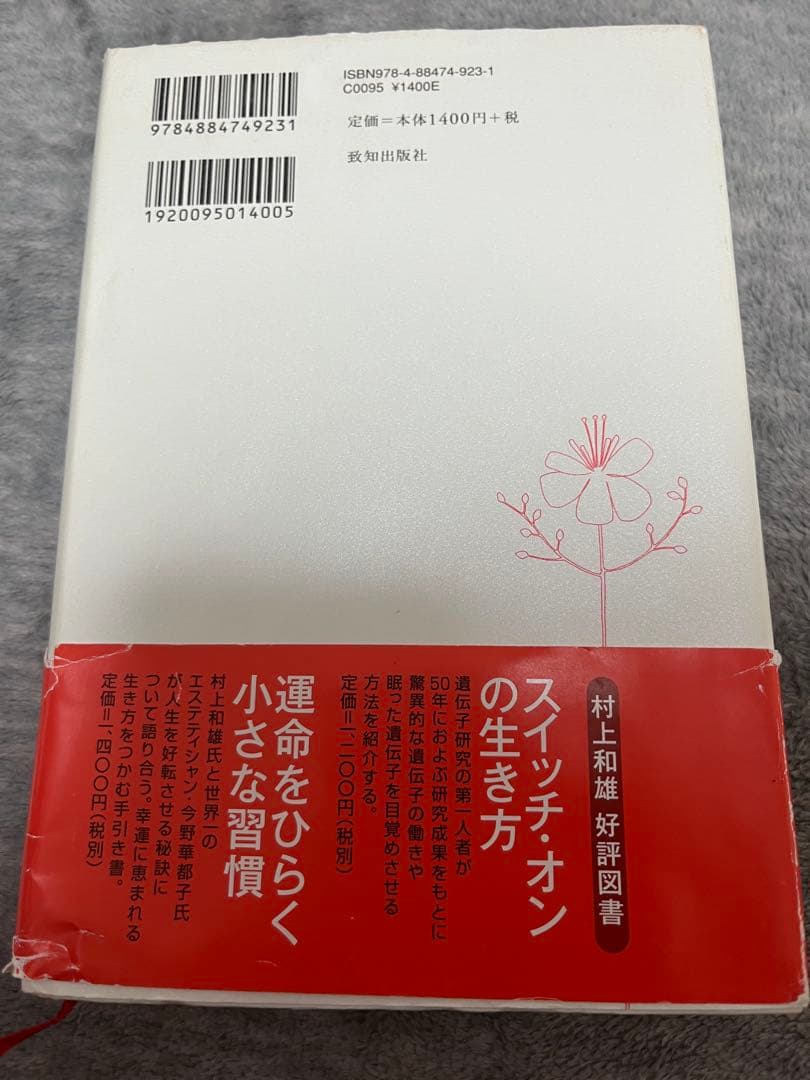 ISBN978-4-88474-923-1
C0095 ¥1400E
9784884749231
定価=本体1400円+税
致知出版社
1920095014005
村上和雄 好評図書
スイッチ・オン
の生き方
遺伝子研究の第一人者が
50年におよぶ研究成果をもとに
驚異的な遺伝子の働きや
眠った遺伝子を目覚めさせる
方法を紹介する。
定価=一、二〇〇円(税別)
運命をひらく
小さな習慣
村上和雄氏と世界一の
エステティシャン・今野華都子氏
が人生を好転させる秘訣に
ついて語り合う。幸運に恵まれる
生き方をつかむ手引き書。
定価=一、四〇〇円(税別)